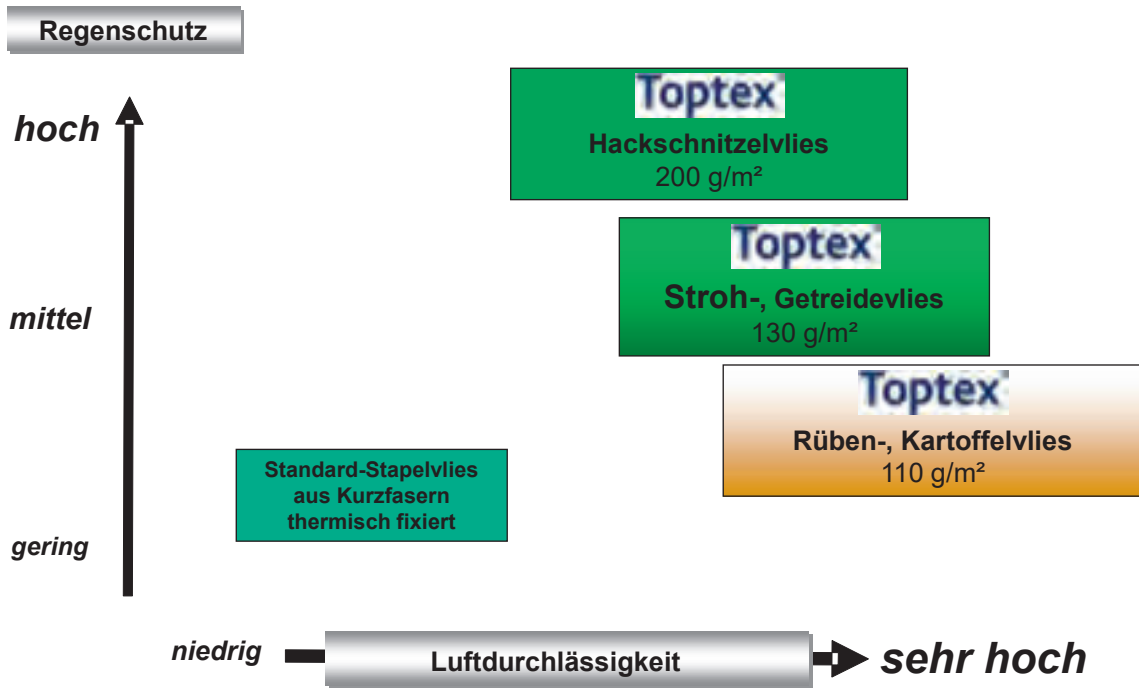 Regenschutz
hoch
Toptex
Hackschnitzelvlies
200 g/m²
Toptex
Stroh-, Getreidevlies
130 g/m²
mittel
Toptex
Rüben-, Kartoffelvlies
110 g/m²
Standard-Stapelvlies
aus Kurzfasern
thermisch fixiert
gering
niedrig
Luftdurchlässigkeit
sehr hoch